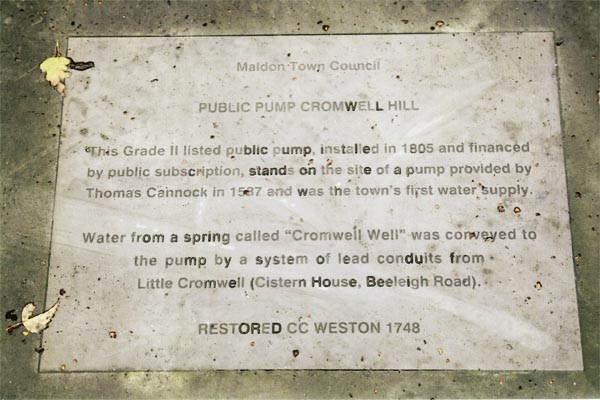 Maldon Town Council
PUBLIC PUMP CROMWELL HILL
This Grade II listed public pump, installed in 1805 and financed
by public subscription, stands on the site of a pump provided by
Thomas Cannock in 1587 and was the town's first water supply.
Water from a spring called "Cromwell Well" was conveyed to
the pump by a system of lead conduits from
Little Cromwell (Cistern House, Beeleigh Road).
RESTORED CC WESTON 1748